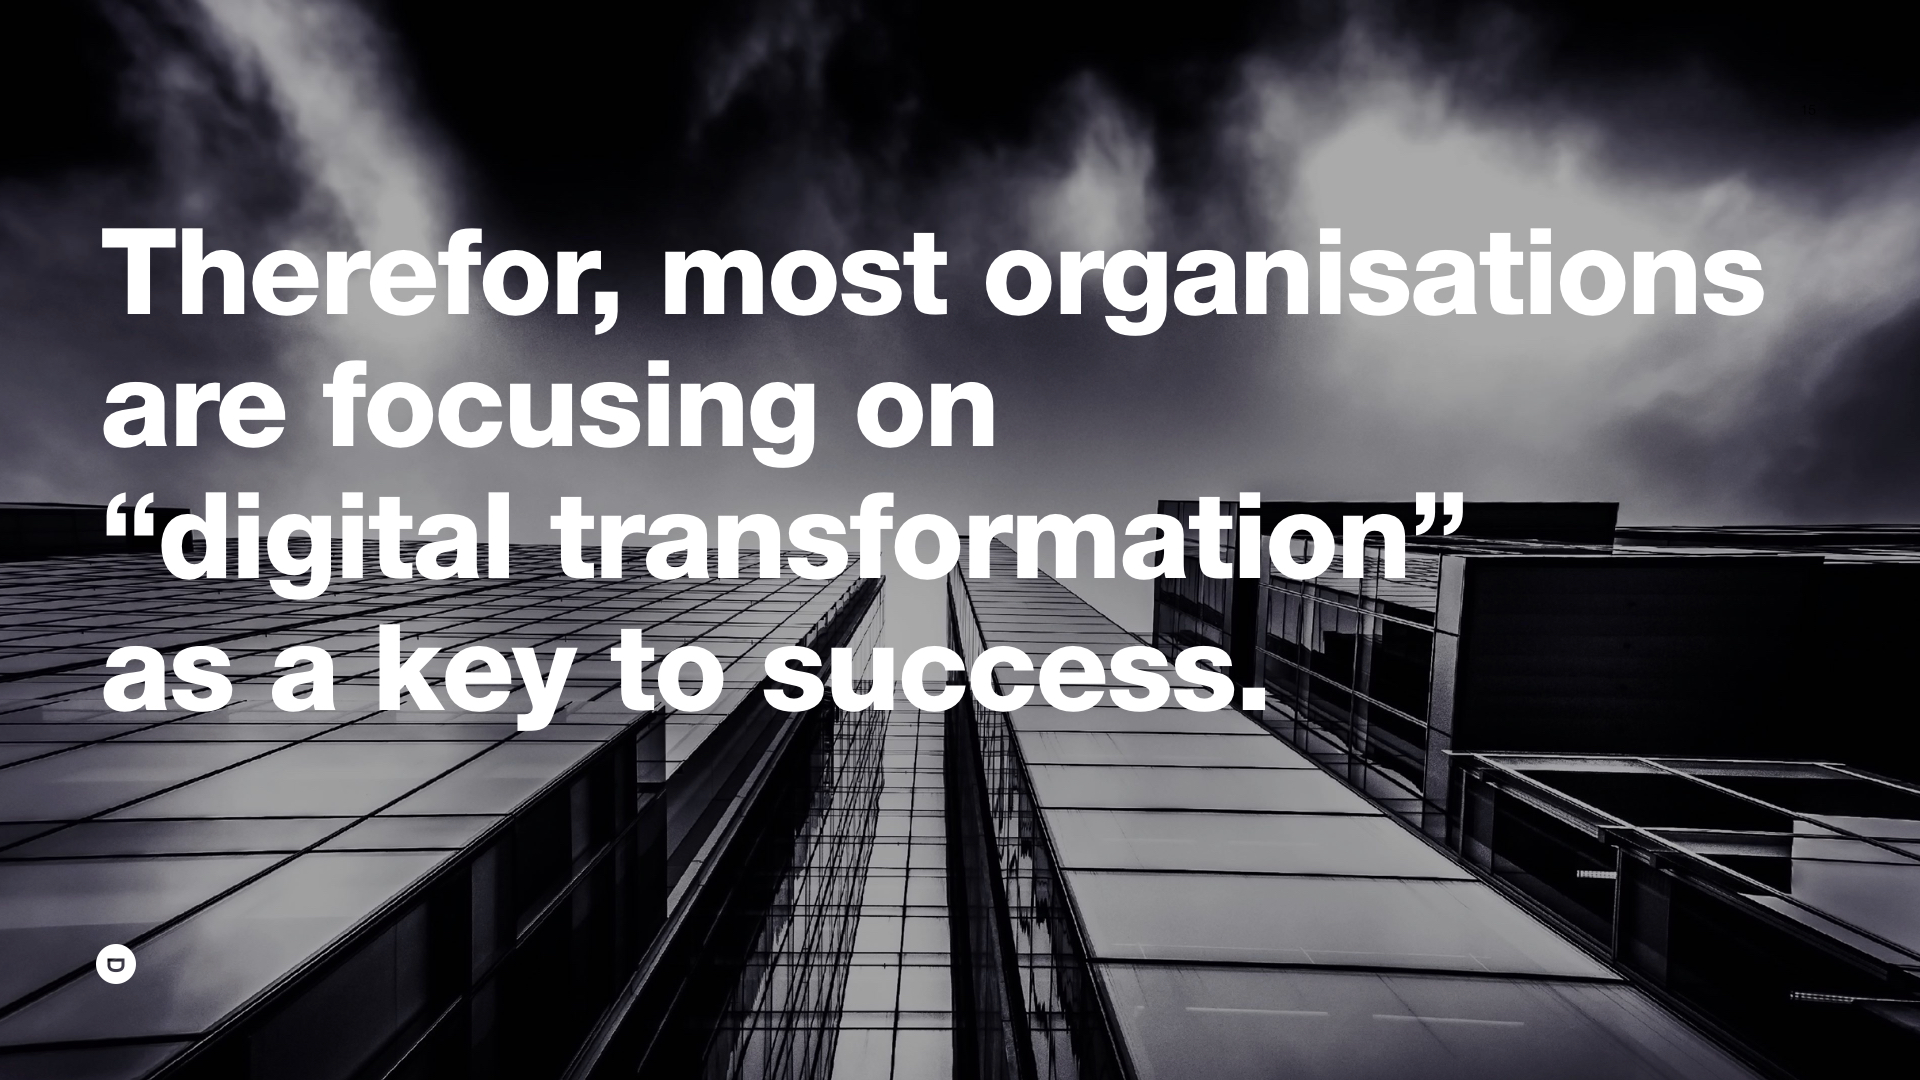 Therefor, most organisations
are focusing on
“digital transformation”
as a key to success.
D